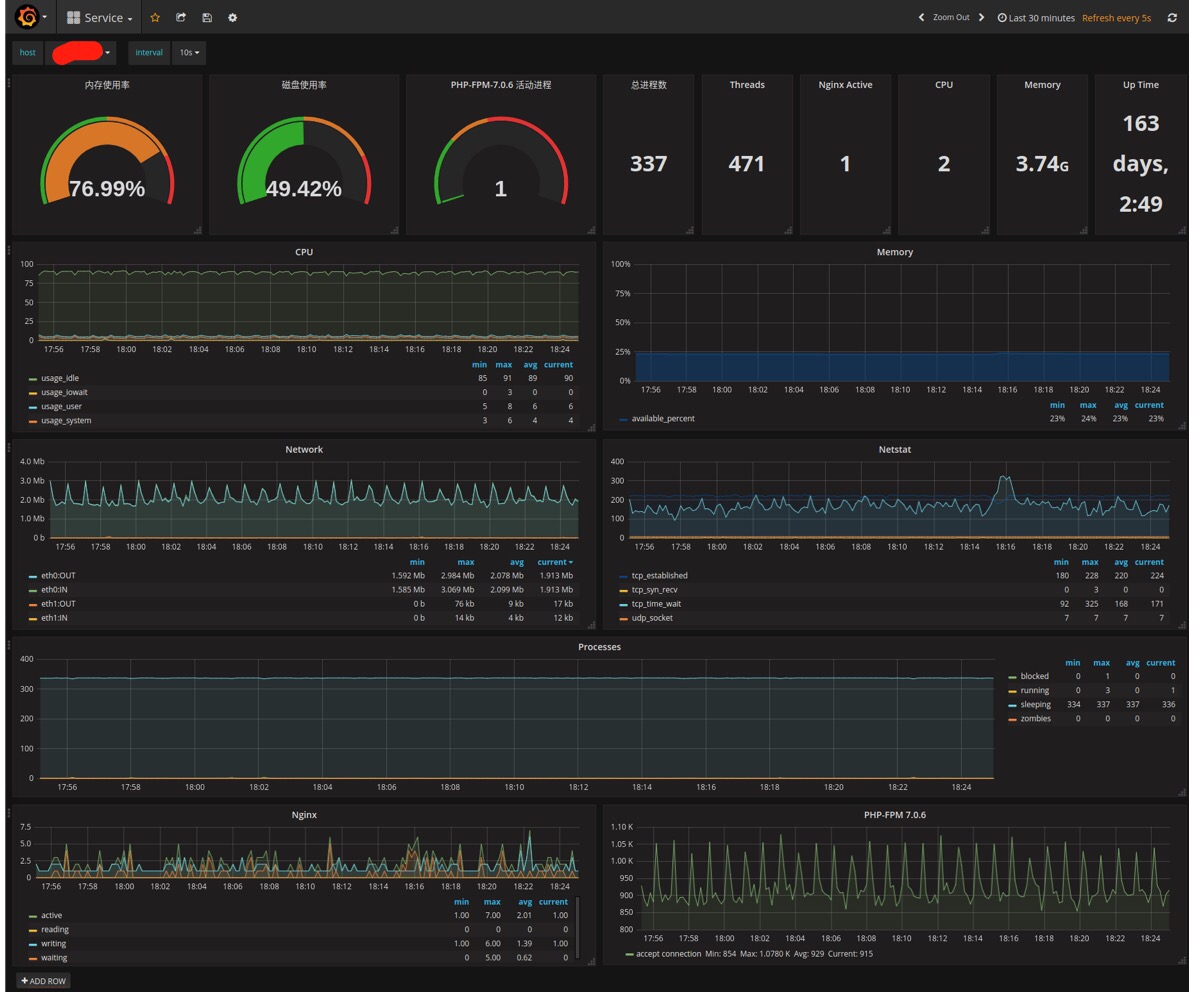 Service
Zoom Out
Last 30 minutes
Refresh every 5s
host
interval
10s
内存使用率
76.99%
磁盘使用率
49.42%
PHP-FPM-7.0.6 活动进程
1
总进程数
337
Threads
471
Nginx Active
1
CPU
2
Memory
3.74G
Up Time
163
days,
2:49
CPU
100
75
50
25
0
17:56 17:58 18:00 18:02 18:04 18:06 18:08 18:10 18:12 18:14 18:16 18:18 18:20 18:22 18:24
min max avg current
usage_idle 85 91 89 90
usage_iowait 0 3 0 0
usage_user 5 8 6 6
usage_system 3 6 4 4
Memory
100%
75%
50%
25%
0%
17:56 17:58 18:00 18:02 18:04 18:06 18:08 18:10 18:12 18:14 18:16 18:18 18:20 18:22 18:24
min max avg current
available_percent 23% 24% 23% 23%
Network
4.0 Mb
3.0 Mb
2.0 Mb
1.0 Mb
0 b
17:56 17:58 18:00 18:02 18:04 18:06 18:08 18:10 18:12 18:14 18:16 18:18 18:20 18:22 18:24
min max avg current
eth0:OUT 1.592 Mb 2.984 Mb 2.078 Mb 1.913 Mb
eth0:IN 1.585 Mb 3.069 Mb 2.099 Mb 1.913 Mb
eth1:OUT 0 b 76 kb 9 kb 17 kb
eth1:IN 0 b 14 kb 4 kb 12 kb
Netstat
400
300
200
100
0
17:56 17:58 18:00 18:02 18:04 18:06 18:08 18:10 18:12 18:14 18:16 18:18 18:20 18:22 18:24
min max avg current
tcp_established 180 228 220 224
tcp_syn_recv 0 3 0 0
tcp_time_wait 92 325 168 171
udp_socket 7 7 7 7
Processes
400
300
200
100
0
17:56 17:58 18:00 18:02 18:04 18:06 18:08 18:10 18:12 18:14 18:16 18:18 18:20 18:22 18:24
min max avg current
blocked 0 1 0 0
running 0 3 0 1
sleeping 334 337 337 336
zombies 0 0 0 0
Nginx
7.5
5.0
2.5
0
17:56 17:58 18:00 18:02 18:04 18:06 18:08 18:10 18:12 18:14 18:16 18:18 18:20 18:22 18:24
min max avg current
active 1.00 7.00 2.01 1.00
reading 0 0 0 0
writing 1.00 6.00 1.39 1.00
waiting 0 5.00 0.62 0
PHP-FPM 7.0.6
1.10 K
1.05 K
1.00 K
950
900
850
800
17:56 17:58 18:00 18:02 18:04 18:06 18:08 18:10 18:12 18:14 18:16 18:18 18:20 18:22 18:24
accept connection Min: 854 Max: 1.0780 K Avg: 929 Current: 915
ADD ROW